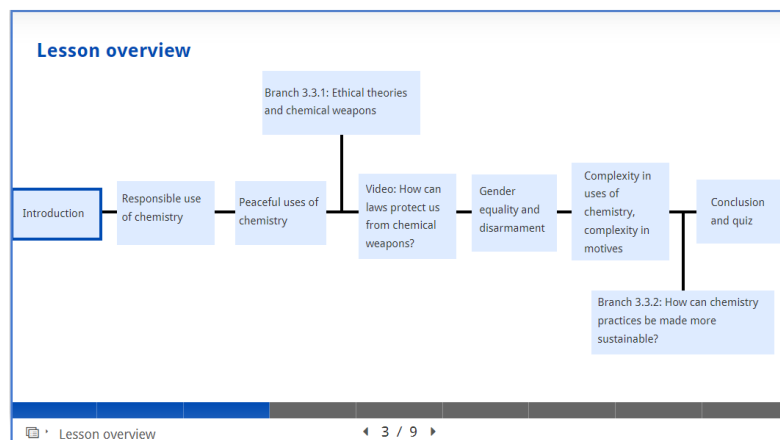 Lesson overview
Branch 3.3.1: Ethical theories
and chemical weapons
Introduction
Responsible use
of chemistry
Peaceful uses of
chemistry
Video: How can
laws protect us
from chemical
weapons?
Gender
equality and
disarmament
Complexity in
uses of
chemistry,
complexity in
motives
Conclusion
and quiz
Branch 3.3.2: How can chemistry
practices be made more
sustainable?
Lesson overview
3 / 9